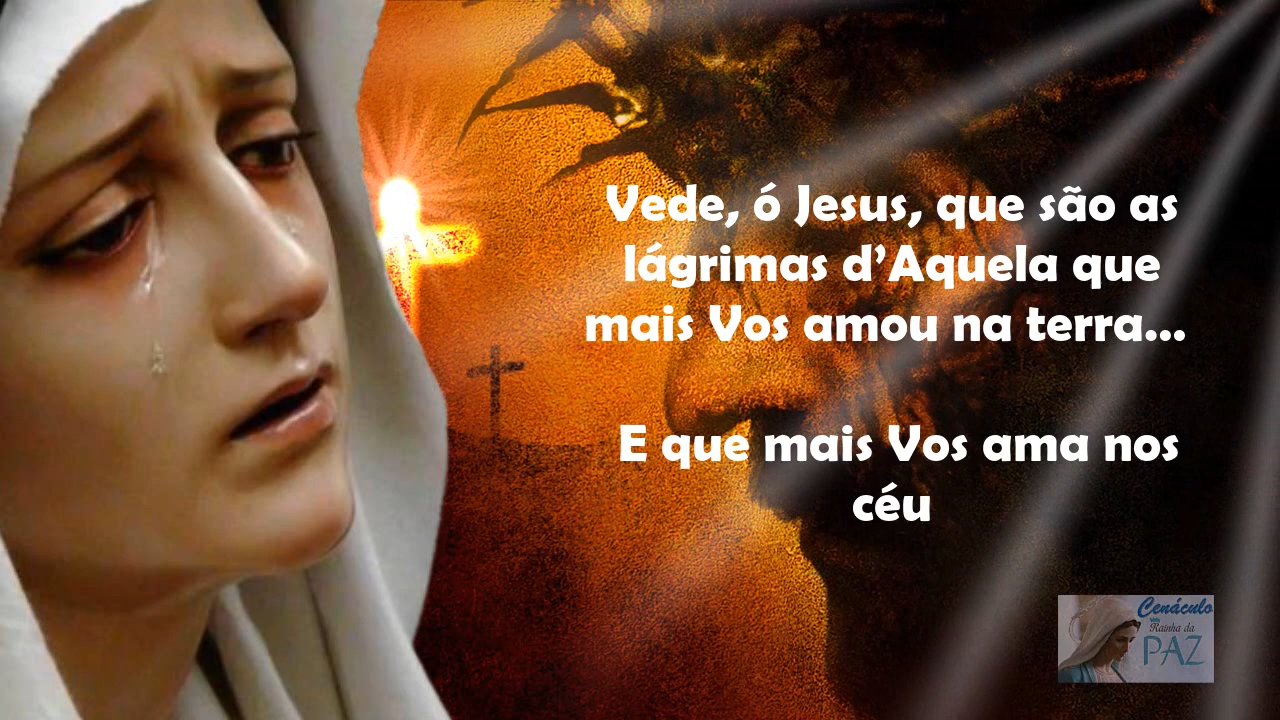 Vede, ó Jesus, que são as
lágrimas d’Aquela que
mais Vos amou na terra...
E que mais Vos ama nos
céu
Cenáculo
Rainha da
PAZ